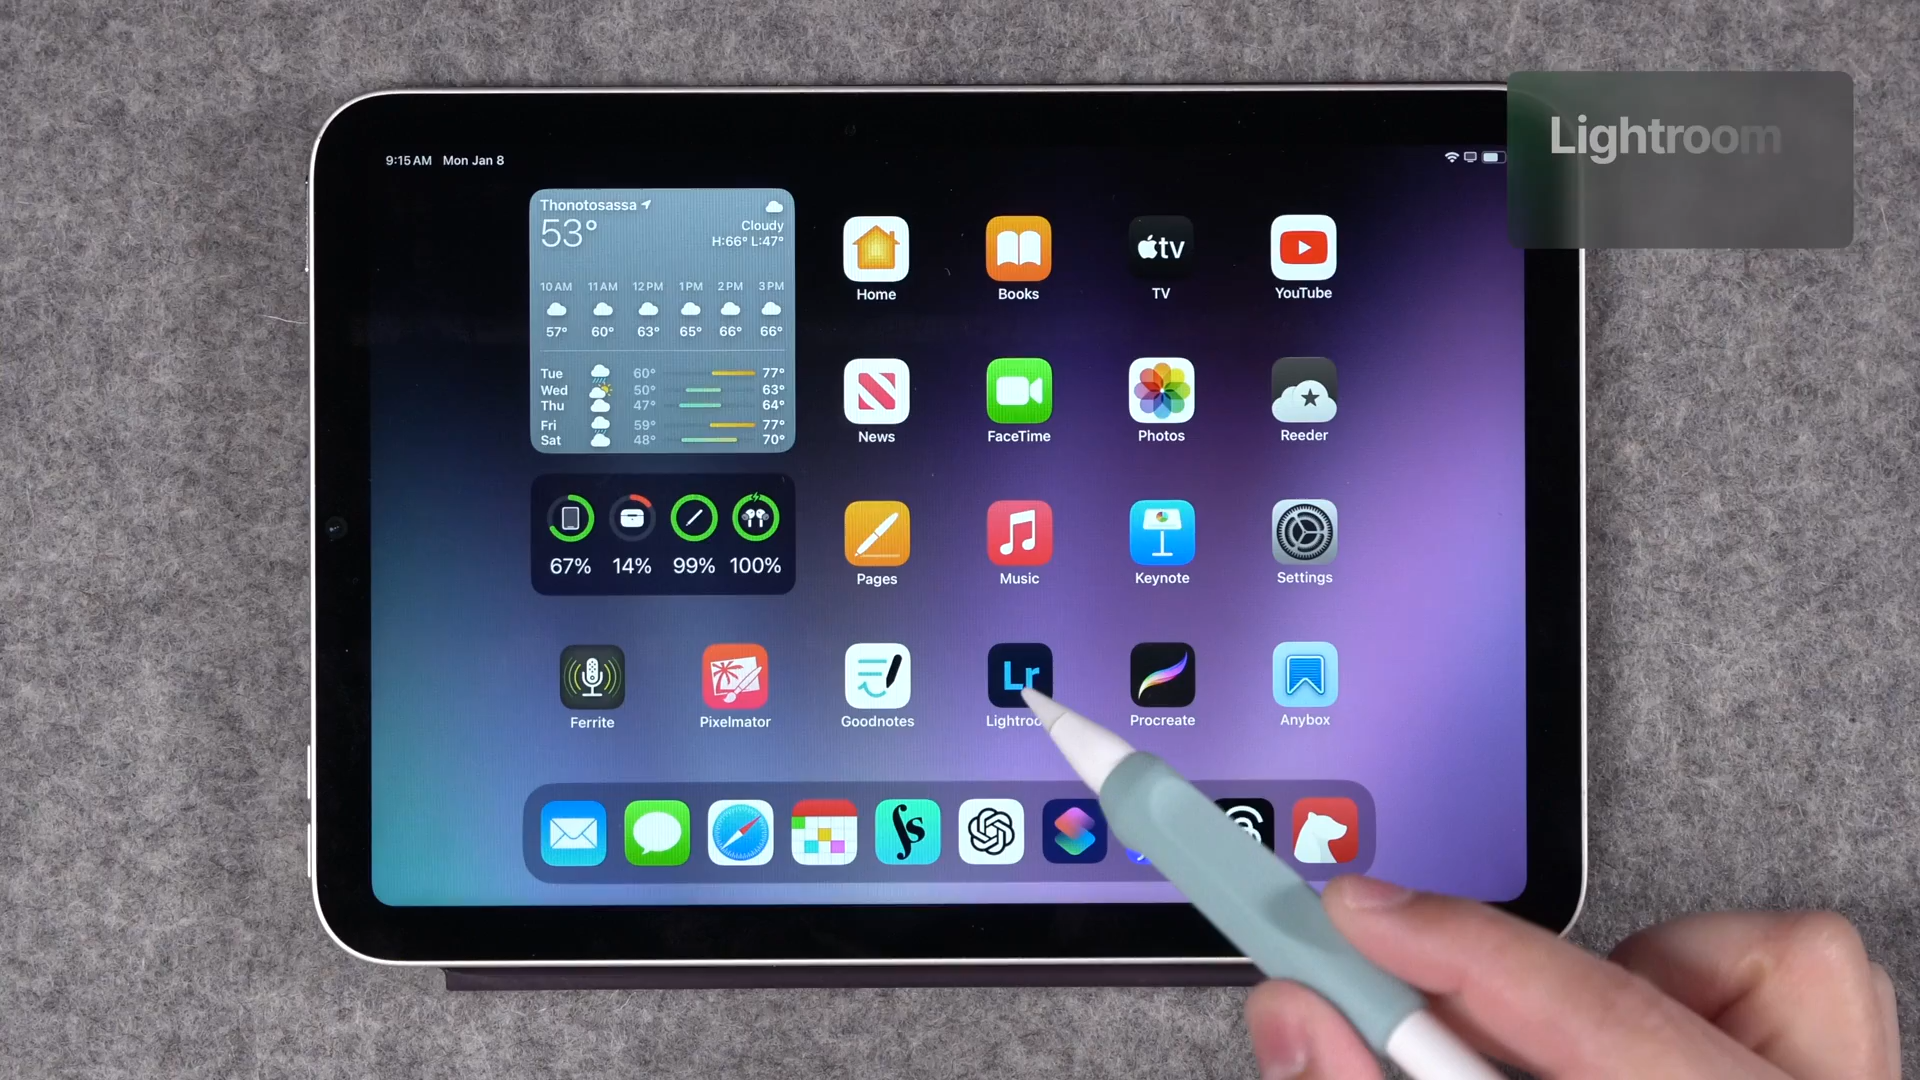 Lightroom
9:15 AM Mon Jan 8
Thonotosassa
53°
Cloudy
H:66° L:47°
10 AM 11 AM 12 PM 1 PM 2 PM 3 PM
57° 60° 63° 65° 66° 66°
Tue 60° 77°
Wed 50° 63°
Thu 47° 64°
Fri 59° 77°
Sat 48° 70°
67% 14% 99% 100%
tv
Home Books TV YouTube
News FaceTime Photos Reeder
Pages Music Keynote Settings
Lr
Ferrite Pixelmator Goodnotes Procreate Anybox